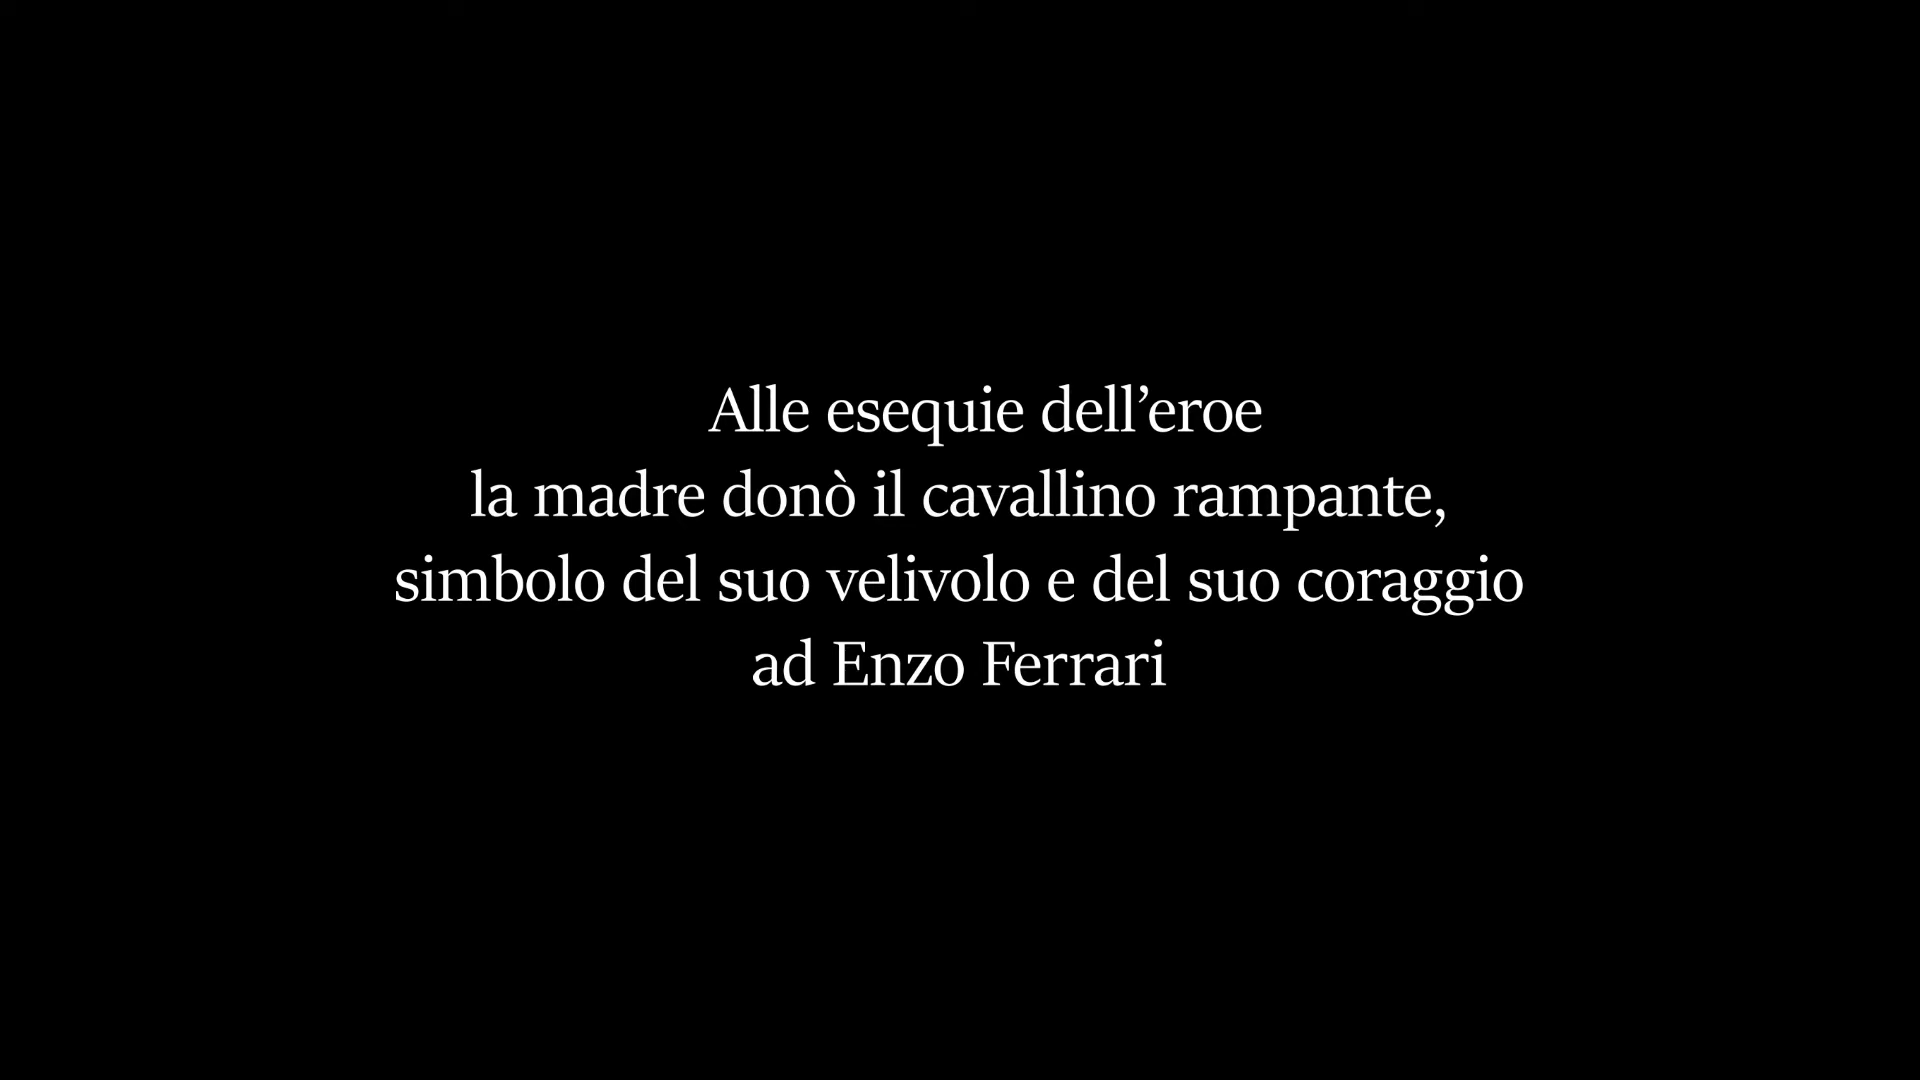 Alle esequie dell’eroe
la madre donò il cavallino rampante,
simbolo del suo velivolo e del suo coraggio
ad Enzo Ferrari